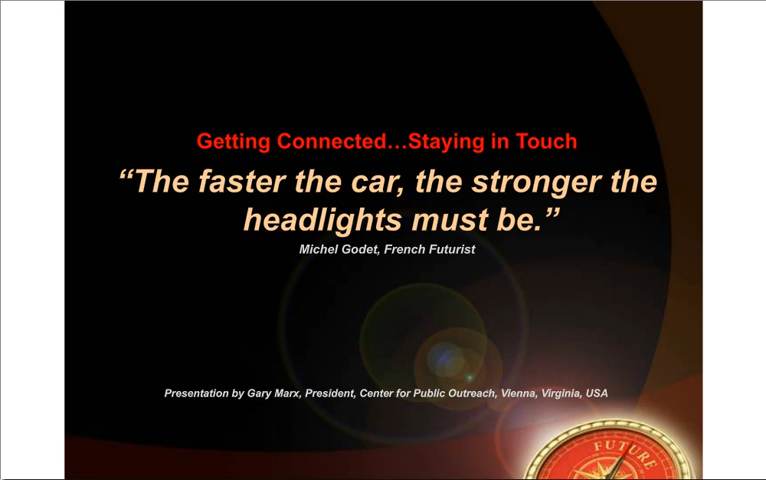 Getting Connected…Staying in Touch
“The faster the car, the stronger the
headlights must be.”
Michel Godet, French Futurist
Presentation by Gary Marx, President, Center for Public Outreach, Vienna, Virginia, USA
FUTURE